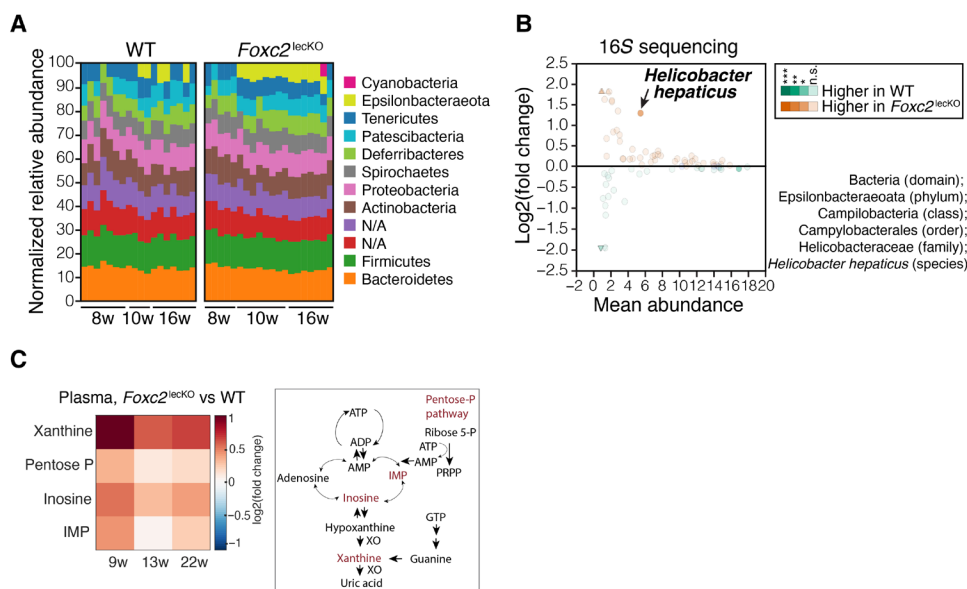 A
WT
Foxc2lecKO
Normalized relative abundance
100
90
80
70
60
50
40
30
20
10
0
8w
10w
16w
8w
10w
16w
Cyanobacteria
Epsilonbacteraeota
Tenericutes
Patescibacteria
Deferribacteres
Spirochaetes
Proteobacteria
Actinobacteria
N/A
N/A
Firmicutes
Bacteroidetes
B
16S sequencing
Log2(fold change)
2.5
2.0
1.5
1.0
0.5
0.0
−0.5
−1.0
−1.5
−2.0
−2.5
Helicobacter
hepaticus
−2 0 2 4 6 8 10 12 14 16 18 20
Mean abundance
*** ** * n.s.
Higher in WT
Higher in Foxc2lecKO
Bacteria (domain);
Epsilonbacteraeoata (phylum);
Campilobacteria (class);
Campylobacterales (order);
Helicobacteraceae (family);
Helicobacter hepaticus (species)
C
Plasma, Foxc2lecKO vs WT
Xanthine
Pentose P
Inosine
IMP
9w 13w 22w
1
0.5
0
−0.5
−1
log2(fold change)
Pentose-P
pathway
ATP
Ribose 5-P
ADP
ATP
AMP
AMP
PRPP
Adenosine
IMP
Inosine
Hypoxanthine
GTP
XO
Xanthine
Guanine
XO
Uric acid